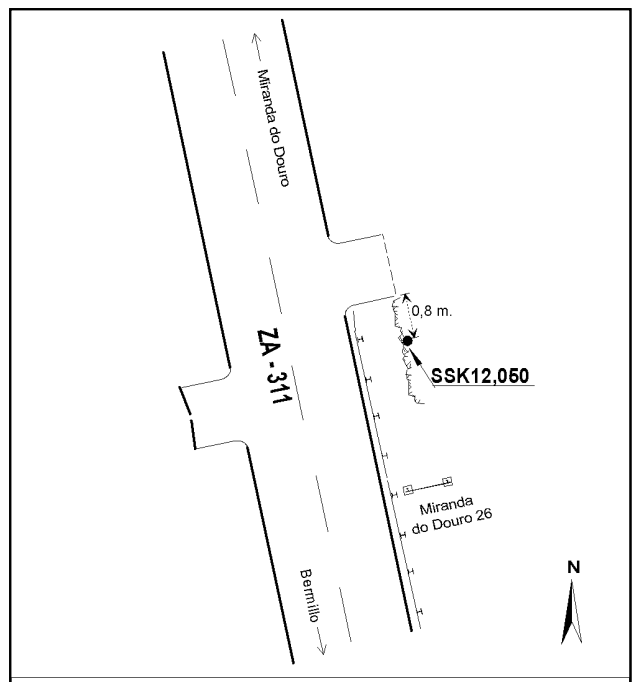 Miranda do Douro
0,8 m.
ZA - 311
SSK12,050
Miranda
do Douro 26
Bermillo
N